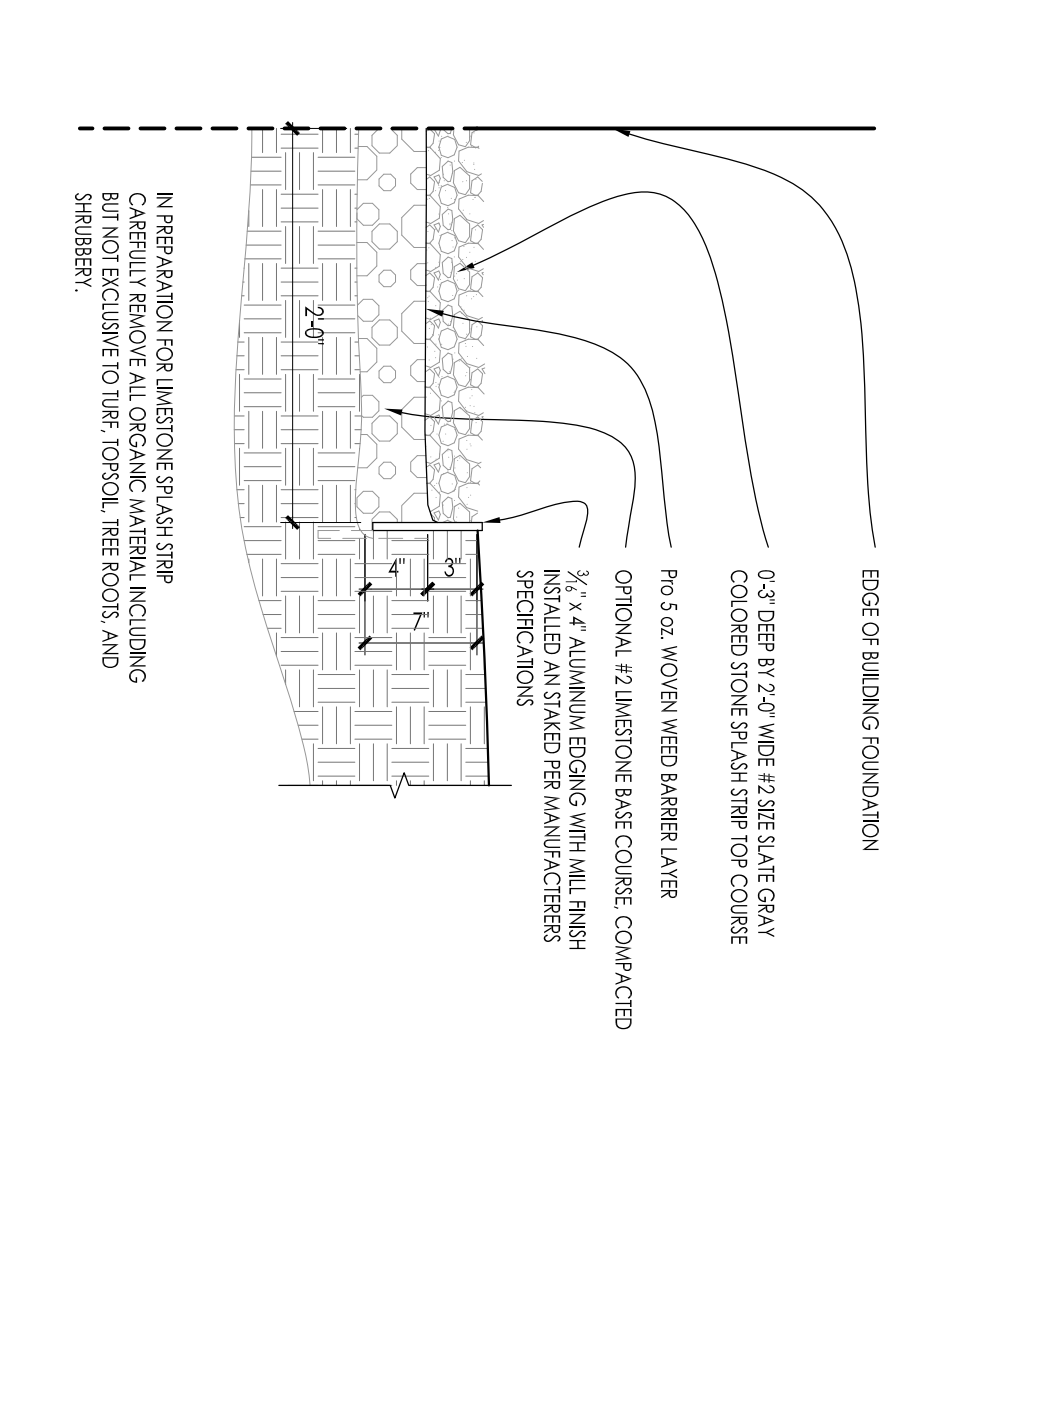 EDGE OF BUILDING FOUNDATION
0'-3" DEEP BY 2'-0" WIDE #2 SIZE SLATE GRAY
COLORED STONE SPLASH STRIP TOP COURSE
Pro 5 oz. WOVEN WEED BARRIER LAYER
OPTIONAL #2 LIMESTONE BASE COURSE, COMPACTED
3/16" x 4" ALUMINUM EDGING WITH MILL FINISH
INSTALLED AN STAKED PER MANUFACTERERS
SPECIFICATIONS
3"
4"
7"
2'-0"
IN PREPARATION FOR LIMESTONE SPLASH STRIP
CAREFULLY REMOVE ALL ORGANIC MATERIAL INCLUDING
BUT NOT EXCLUSIVE TO TURF, TOPSOIL, TREE ROOTS, AND
SHRUBBERY.